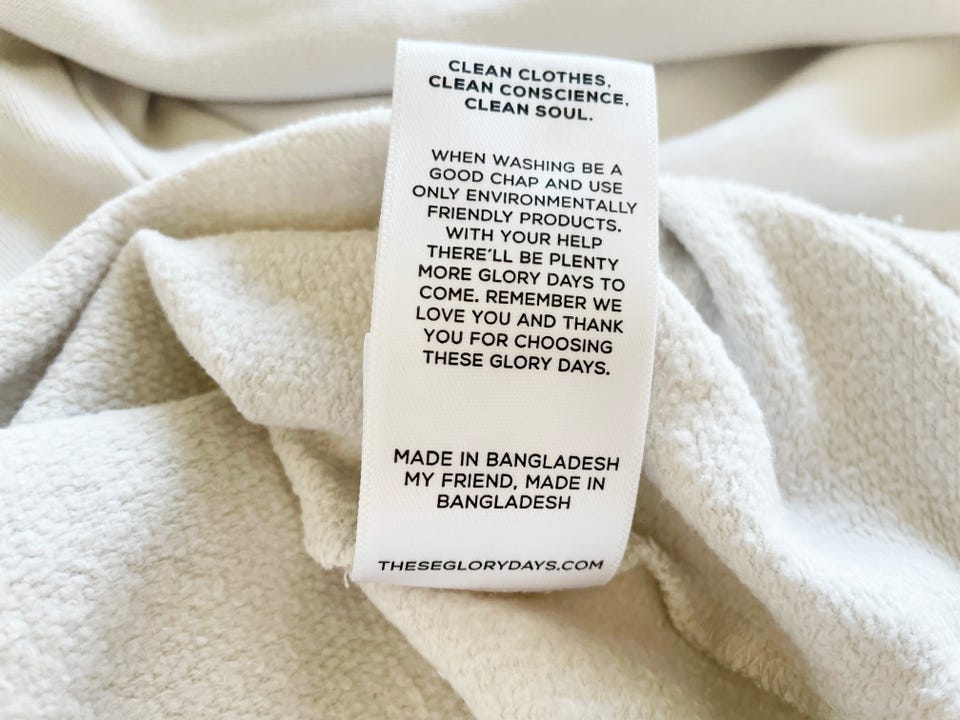 CLEAN CLOTHES,
CLEAN CONSCIENCE,
CLEAN SOUL.
WHEN WASHING BE A
GOOD CHAP AND USE
ONLY ENVIRONMENTALLY
FRIENDLY PRODUCTS.
WITH YOUR HELP
THERE'LL BE PLENTY
MORE GLORY DAYS TO
COME. REMEMBER WE
LOVE YOU AND THANK
YOU FOR CHOOSING
THESE GLORY DAYS.
MADE IN BANGLADESH
MY FRIEND, MADE IN
BANGLADESH
THESEGLORYDAYS.COM